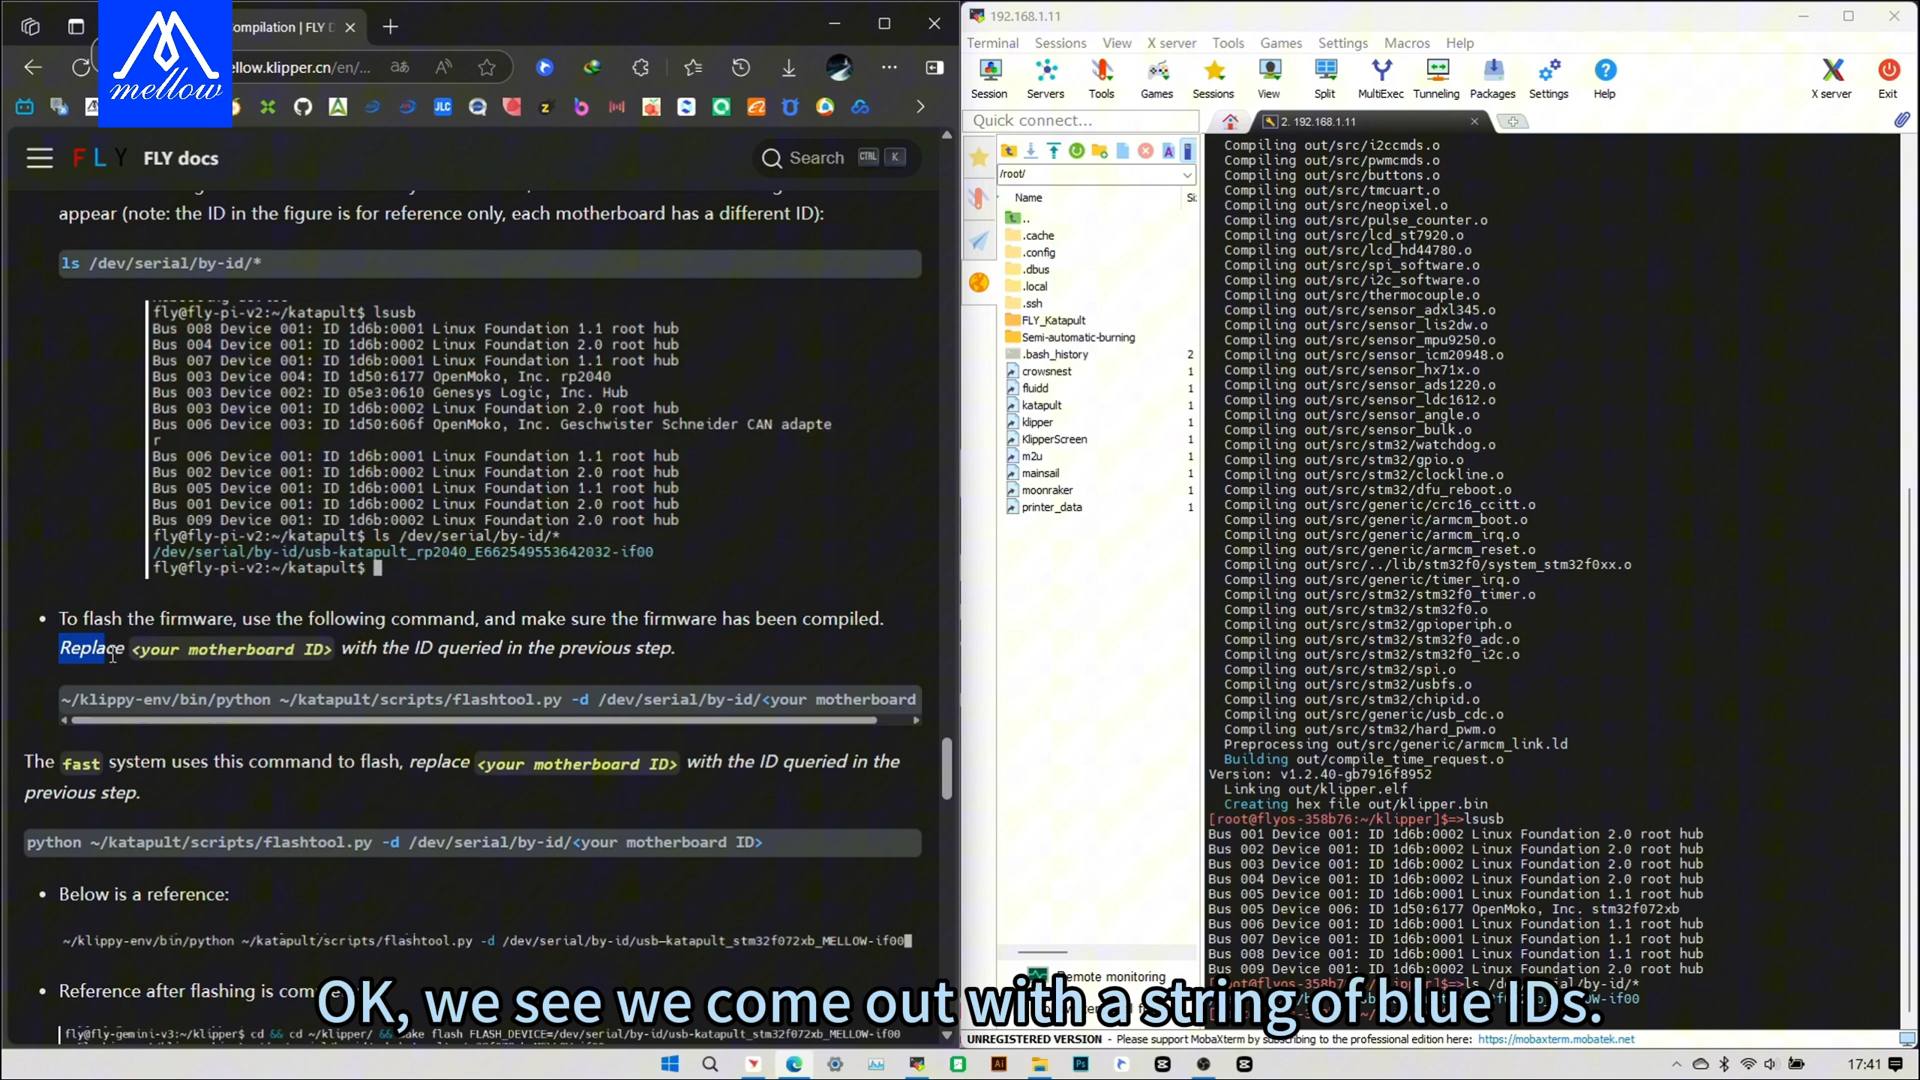 mellow
Compilation | FLY D
ellow.klipper.cn/en/...
FLY FLY docs
Search CTRL K
appear (note: the ID in the figure is for reference only, each motherboard has a different ID):
ls /dev/serial/by-id/*
fly@fly-pi-v2:~/katapult$ lsusb
Bus 008 Device 001: ID 1d6b:0001 Linux Foundation 1.1 root hub
Bus 004 Device 001: ID 1d6b:0002 Linux Foundation 2.0 root hub
Bus 007 Device 001: ID 1d6b:0001 Linux Foundation 1.1 root hub
Bus 003 Device 004: ID 1d50:6177 OpenMoko, Inc. rp2040
Bus 003 Device 002: ID 05e3:0610 Genesys Logic, Inc. Hub
Bus 003 Device 001: ID 1d6b:0002 Linux Foundation 2.0 root hub
Bus 006 Device 003: ID 1d50:606f OpenMoko, Inc. Geschwister Schneider CAN adapte
r
Bus 006 Device 001: ID 1d6b:0001 Linux Foundation 1.1 root hub
Bus 002 Device 001: ID 1d6b:0002 Linux Foundation 2.0 root hub
Bus 005 Device 001: ID 1d6b:0001 Linux Foundation 1.1 root hub
Bus 001 Device 001: ID 1d6b:0002 Linux Foundation 2.0 root hub
Bus 009 Device 001: ID 1d6b:0002 Linux Foundation 2.0 root hub
fly@fly-pi-v2:~/katapult$ ls /dev/serial/by-id/*
/dev/serial/by-id/usb-katapult_rp2040_E662549553642032-if00
fly@fly-pi-v2:~/katapult$
• To flash the firmware, use the following command, and make sure the firmware has been compiled.
Replace <your motherboard ID> with the ID queried in the previous step.
~/klippy-env/bin/python ~/katapult/scripts/flashtool.py -d /dev/serial/by-id/<your motherboard
The fast system uses this command to flash, replace <your motherboard ID> with the ID queried in the
previous step.
python ~/katapult/scripts/flashtool.py -d /dev/serial/by-id/<your motherboard ID>
• Below is a reference:
~/klippy-env/bin/python ~/katapult/scripts/flashtool.py -d /dev/serial/by-id/usb-katapult_stm32f072xb_MELLOW-if00
• Reference after flashing is com
fly@fly-gemini-v3:~/klipper$ cd && cd ~/klipper/ && make flash FLASH_DEVICE=/dev/serial/by-id/usb-katapult_stm32f072xb_MELLOW-if00
192.168.1.11
Terminal Sessions View X server Tools Games Settings Macros Help
Session Servers Tools Games Sessions View Split MultiExec Tunneling Packages Settings Help X server Exit
Quick connect...
2. 192.168.1.11
/root/
Name Si
..
.cache
.config
.dbus
.local
.ssh
FLY_Katapult
Semi-automatic-burning
.bash_history 2
crowsnest 1
fluidd 1
katapult 1
klipper 1
KlipperScreen 1
m2u 1
mainsail 1
moonraker 1
printer_data 1
Remote monitoring
Compiling out/src/i2ccmds.o
Compiling out/src/pwmcmds.o
Compiling out/src/buttons.o
Compiling out/src/tmcuart.o
Compiling out/src/neopixel.o
Compiling out/src/pulse_counter.o
Compiling out/src/lcd_st7920.o
Compiling out/src/lcd_hd44780.o
Compiling out/src/spi_software.o
Compiling out/src/i2c_software.o
Compiling out/src/thermocouple.o
Compiling out/src/sensor_adxl345.o
Compiling out/src/sensor_lis2dw.o
Compiling out/src/sensor_mpu9250.o
Compiling out/src/sensor_icm20948.o
Compiling out/src/sensor_hx71x.o
Compiling out/src/sensor_ads1220.o
Compiling out/src/sensor_ldc1612.o
Compiling out/src/sensor_angle.o
Compiling out/src/sensor_bulk.o
Compiling out/src/stm32/watchdog.o
Compiling out/src/stm32/gpio.o
Compiling out/src/stm32/clockline.o
Compiling out/src/stm32/dfu_reboot.o
Compiling out/src/generic/crc16_ccitt.o
Compiling out/src/generic/armcm_boot.o
Compiling out/src/generic/armcm_irq.o
Compiling out/src/generic/armcm_reset.o
Compiling out/src/../lib/stm32f0/system_stm32f0xx.o
Compiling out/src/generic/timer_irq.o
Compiling out/src/stm32/stm32f0_timer.o
Compiling out/src/stm32/stm32f0.o
Compiling out/src/stm32/gpioperiph.o
Compiling out/src/stm32/stm32f0_adc.o
Compiling out/src/stm32/stm32f0_i2c.o
Compiling out/src/stm32/spi.o
Compiling out/src/stm32/usbfs.o
Compiling out/src/stm32/chipid.o
Compiling out/src/generic/usb_cdc.o
Compiling out/src/stm32/hard_pwm.o
Preprocessing out/src/generic/armcm_link.ld
Building out/compile_time_request.o
Version: v1.2.40-gb7916f8952
Linking out/klipper.elf
Creating hex file out/klipper.bin
[root@flyos-358b76:~/klipper]$=>lsusb
Bus 001 Device 001: ID 1d6b:0002 Linux Foundation 2.0 root hub
Bus 002 Device 001: ID 1d6b:0002 Linux Foundation 2.0 root hub
Bus 003 Device 001: ID 1d6b:0002 Linux Foundation 2.0 root hub
Bus 004 Device 001: ID 1d6b:0002 Linux Foundation 2.0 root hub
Bus 005 Device 001: ID 1d6b:0001 Linux Foundation 1.1 root hub
Bus 005 Device 006: ID 1d50:6177 OpenMoko, Inc. stm32f072xb
Bus 006 Device 001: ID 1d6b:0001 Linux Foundation 1.1 root hub
Bus 007 Device 001: ID 1d6b:0001 Linux Foundation 1.1 root hub
Bus 008 Device 001: ID 1d6b:0001 Linux Foundation 1.1 root hub
Bus 009 Device 001: ID 1d6b:0002 Linux Foundation 2.0 root hub
ls /dev/serial/by-id/*
OK, we see we come out with a string of blue IDs.
UNREGISTERED VERSION - Please support MobaXterm by subscribing to the professional edition here: https://mobaxterm.mobatek.net
17:41